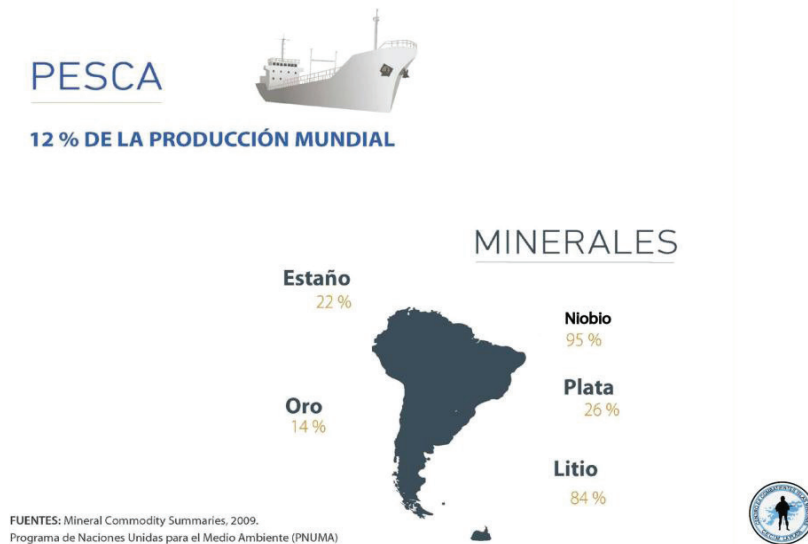 PESCA
12 % DE LA PRODUCCIÓN MUNDIAL
MINERALES
Estaño
22 %
Niobio
95 %
Plata
26 %
Oro
14 %
Litio
84 %
FUENTES: Mineral Commodity Summaries, 2009.
Programa de Naciones Unidas para el Medio Ambiente (PNUMA)